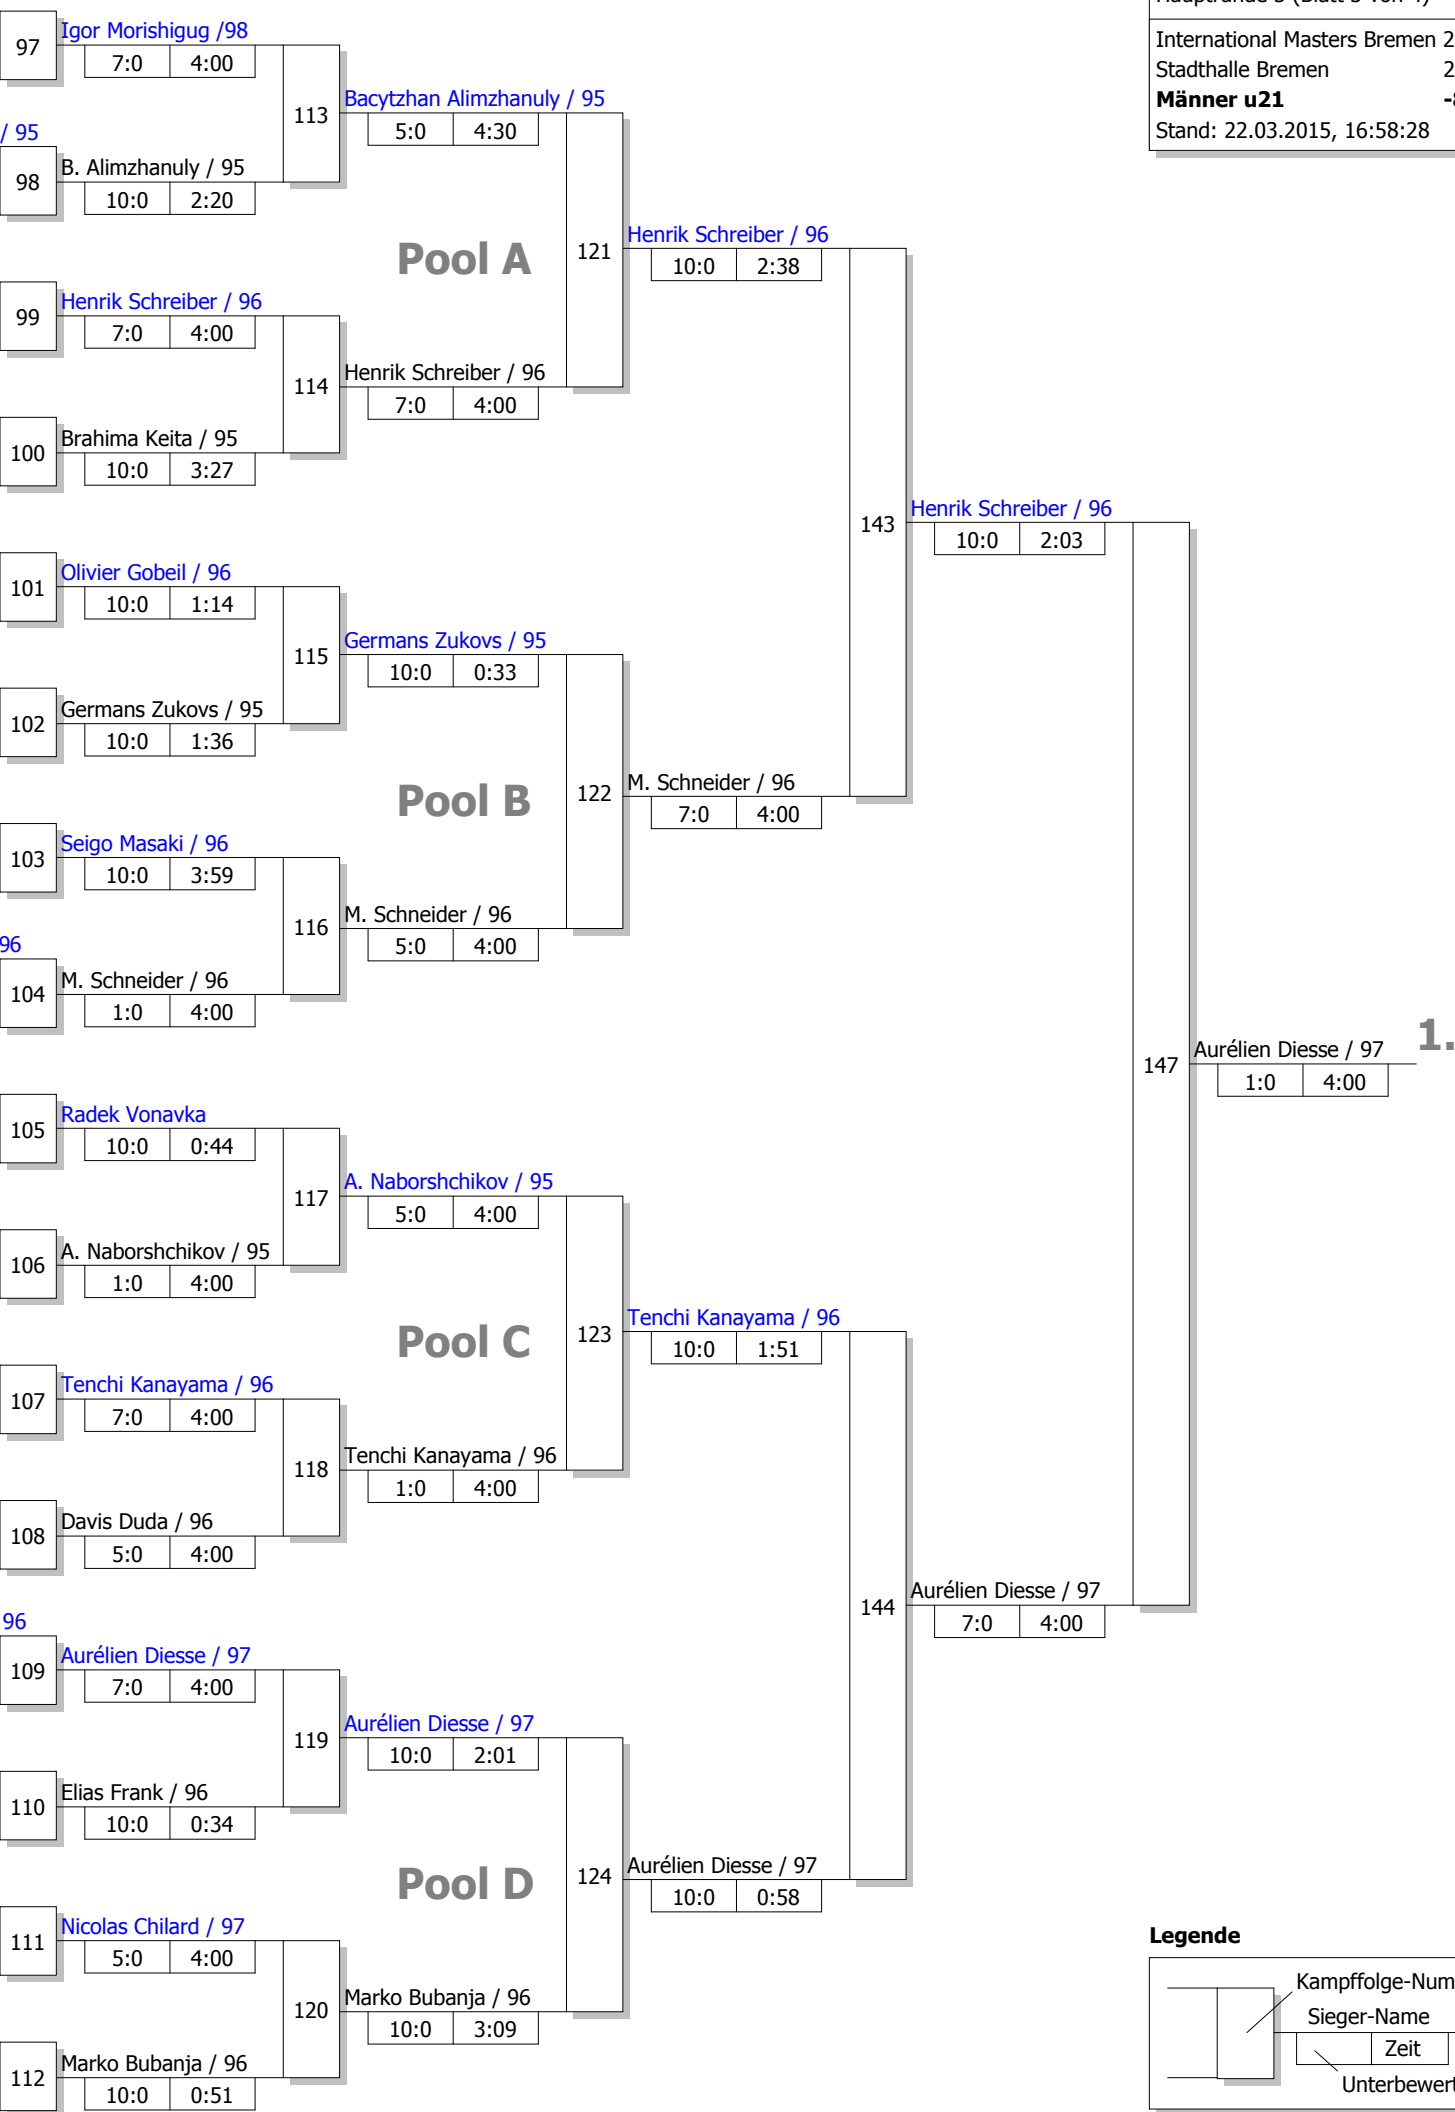 Hauptrunde 3 (Blatt 3 von 4)
International Masters Bremen 2
Stadthalle Bremen 2
Männer u21 -8
Stand: 22.03.2015, 16:58:28
97
Igor Morishigug /98
7:0 4:00
113
Bacytzhan Alimzhanuly / 95
5:0 4:30
/ 95
98
B. Alimzhanuly / 95
10:0 2:20
Pool A
121
Henrik Schreiber / 96
10:0 2:38
99
Henrik Schreiber / 96
7:0 4:00
114
Henrik Schreiber / 96
7:0 4:00
100
Brahima Keita / 95
10:0 3:27
143
Henrik Schreiber / 96
10:0 2:03
101
Olivier Gobeil / 96
10:0 1:14
115
Germans Zukovs / 95
10:0 0:33
102
Germans Zukovs / 95
10:0 1:36
Pool B
122
M. Schneider / 96
7:0 4:00
103
Seigo Masaki / 96
10:0 3:59
116
M. Schneider / 96
5:0 4:00
96
104
M. Schneider / 96
1:0 4:00
147
Aurélien Diesse / 97
1:0 4:00
1.
105
Radek Vonavka
10:0 0:44
117
A. Naborshchikov / 95
5:0 4:00
106
A. Naborshchikov / 95
1:0 4:00
Pool C
123
Tenchi Kanayama / 96
10:0 1:51
107
Tenchi Kanayama / 96
7:0 4:00
118
Tenchi Kanayama / 96
1:0 4:00
108
Davis Duda / 96
5:0 4:00
144
Aurélien Diesse / 97
7:0 4:00
96
109
Aurélien Diesse / 97
7:0 4:00
119
Aurélien Diesse / 97
10:0 2:01
110
Elias Frank / 96
10:0 0:34
Pool D
124
Aurélien Diesse / 97
10:0 0:58
111
Nicolas Chilard / 97
5:0 4:00
120
Marko Bubanja / 96
10:0 3:09
112
Marko Bubanja / 96
10:0 0:51
Legende
Kampffolge-Num
Sieger-Name
Zeit
Unterbewert